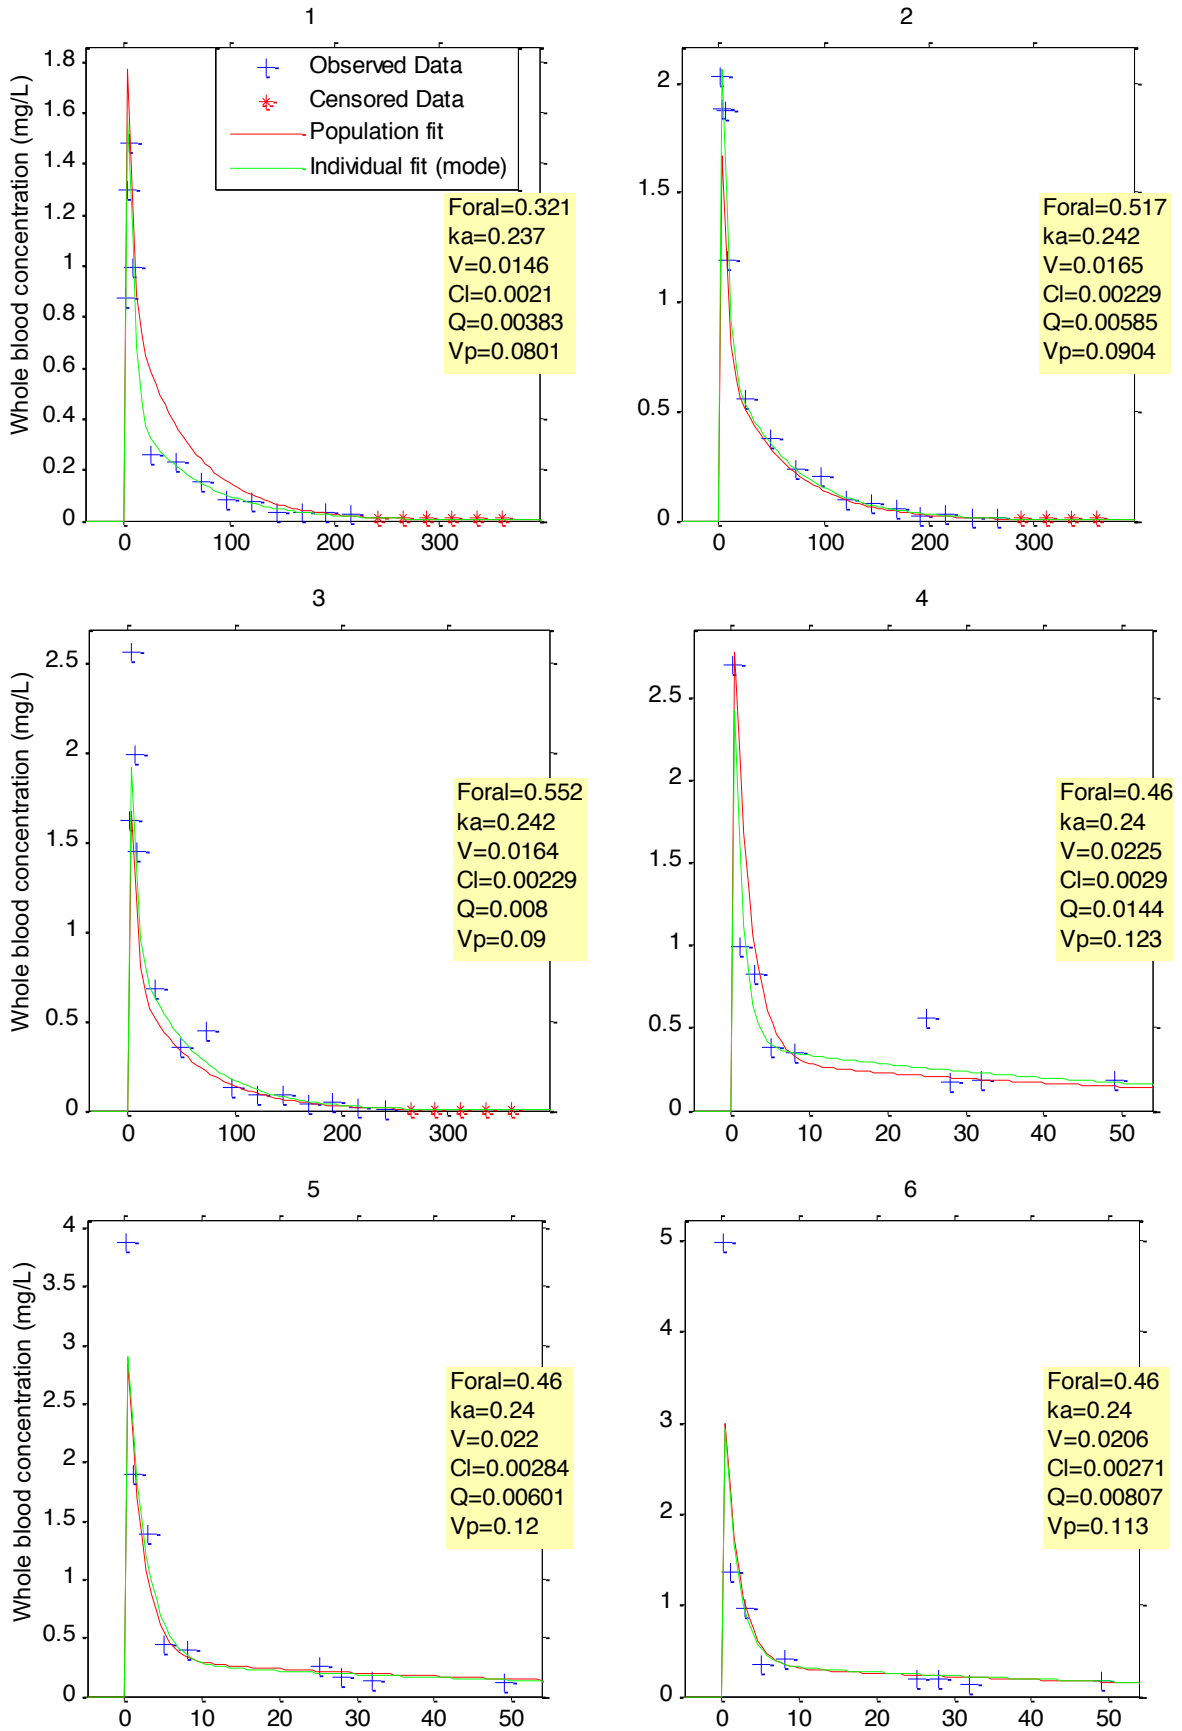 1
Whole blood concentration (mg/L)
1.8
1.6
1.4
1.2
1
0.8
0.6
0.4
0.2
0
0 100 200 300
Observed Data
Censored Data
Population fit
Individual fit (mode)
Foral=0.321
ka=0.237
V=0.0146
Cl=0.0021
Q=0.00383
Vp=0.0801
2
2
1.5
1
0.5
0
0 100 200 300
Foral=0.517
ka=0.242
V=0.0165
Cl=0.00229
Q=0.00585
Vp=0.0904
3
Whole blood concentration (mg/L)
2.5
2
1.5
1
0.5
0
0 100 200 300
Foral=0.552
ka=0.242
V=0.0164
Cl=0.00229
Q=0.008
Vp=0.09
4
2.5
2
1.5
1
0.5
0
0 10 20 30 40 50
Foral=0.46
ka=0.24
V=0.0225
Cl=0.0029
Q=0.0144
Vp=0.123
5
Whole blood concentration (mg/L)
4
3.5
3
2.5
2
1.5
1
0.5
0
0 10 20 30 40 50
Foral=0.46
ka=0.24
V=0.022
Cl=0.00284
Q=0.00601
Vp=0.12
6
5
4
3
2
1
0
0 10 20 30 40 50
Foral=0.46
ka=0.24
V=0.0206
Cl=0.00271
Q=0.00807
Vp=0.113